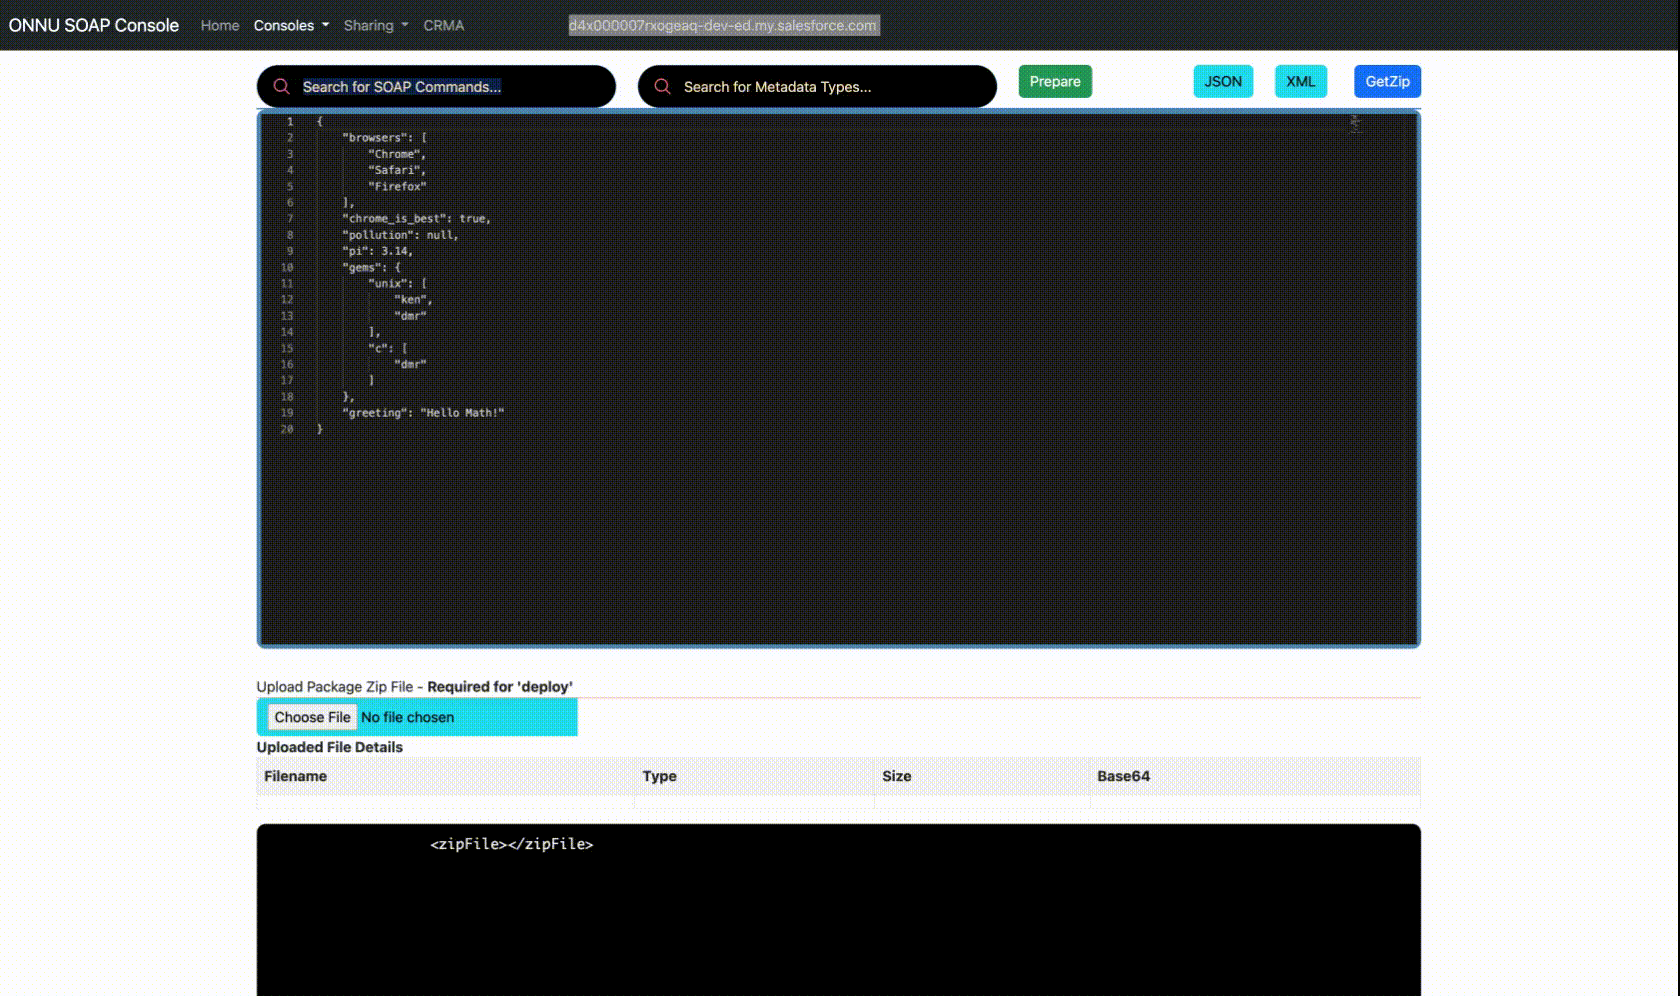 ONNU SOAP Console Home Consoles Sharing CRMA d4x000007rxogeaq-dev-ed.my.salesforce.com
Search for SOAP Commands... Search for Metadata Types... Prepare JSON XML GetZip
1 {
2 "browsers": [
3 "Chrome",
4 "Safari",
5 "Firefox"
6 ],
7 "chrome_is_best": true,
8 "pollution": null,
9 "pi": 3.14,
10 "gems": {
11 "unix": [
12 "ken",
13 "dmr"
14 ],
15 "c": [
16 "dmr"
17 ]
18 },
19 "greeting": "Hello Math!"
20 }
Upload Package Zip File - Required for 'deploy'
Choose File No file chosen
Uploaded File Details
Filename Type Size Base64
<zipFile></zipFile>